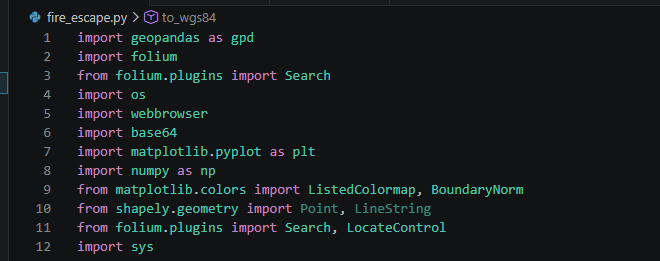 fire_escape.py > to_wgs84
1 import geopandas as gpd
2 import folium
3 from folium.plugins import Search
4 import os
5 import webbrowser
6 import base64
7 import matplotlib.pyplot as plt
8 import numpy as np
9 from matplotlib.colors import ListedColormap, BoundaryNorm
10 from shapely.geometry import Point, LineString
11 from folium.plugins import Search, LocateControl
12 import sys